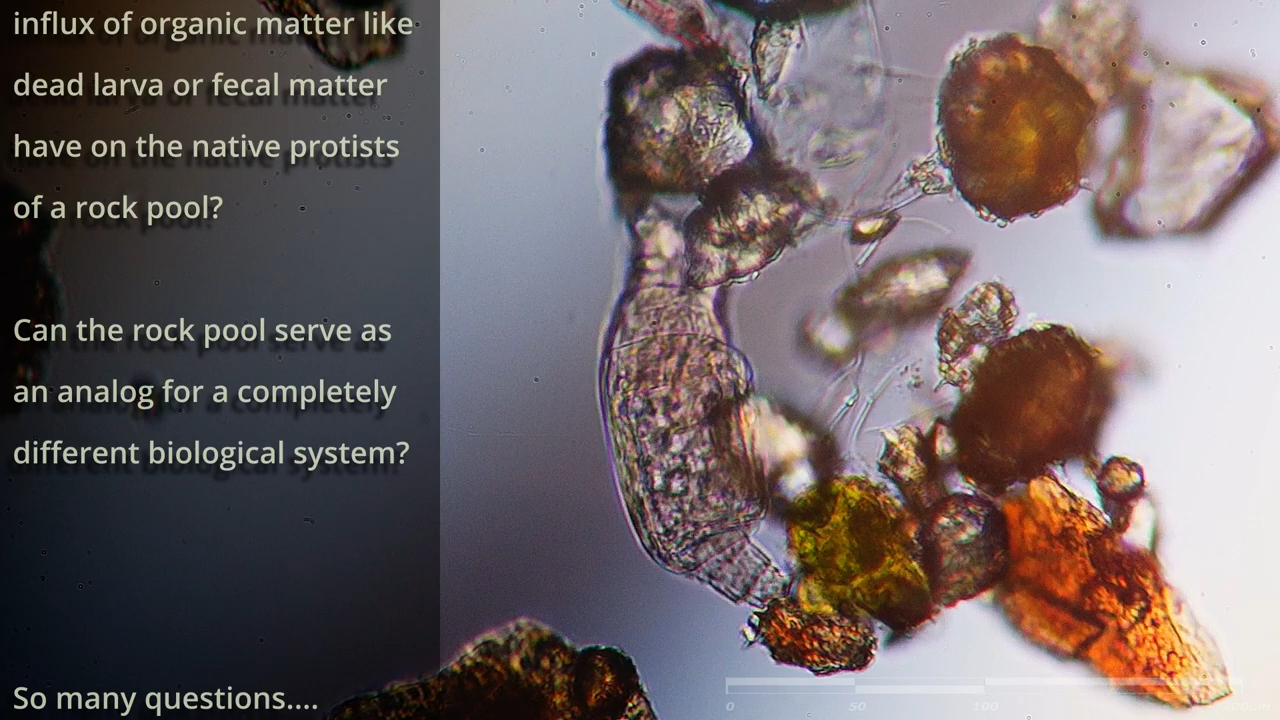 influx of organic matter like
dead larva or fecal matter
have on the native protists
of a rock pool?
Can the rock pool serve as
an analog for a completely
different biological system?
So many questions....
0 50 100